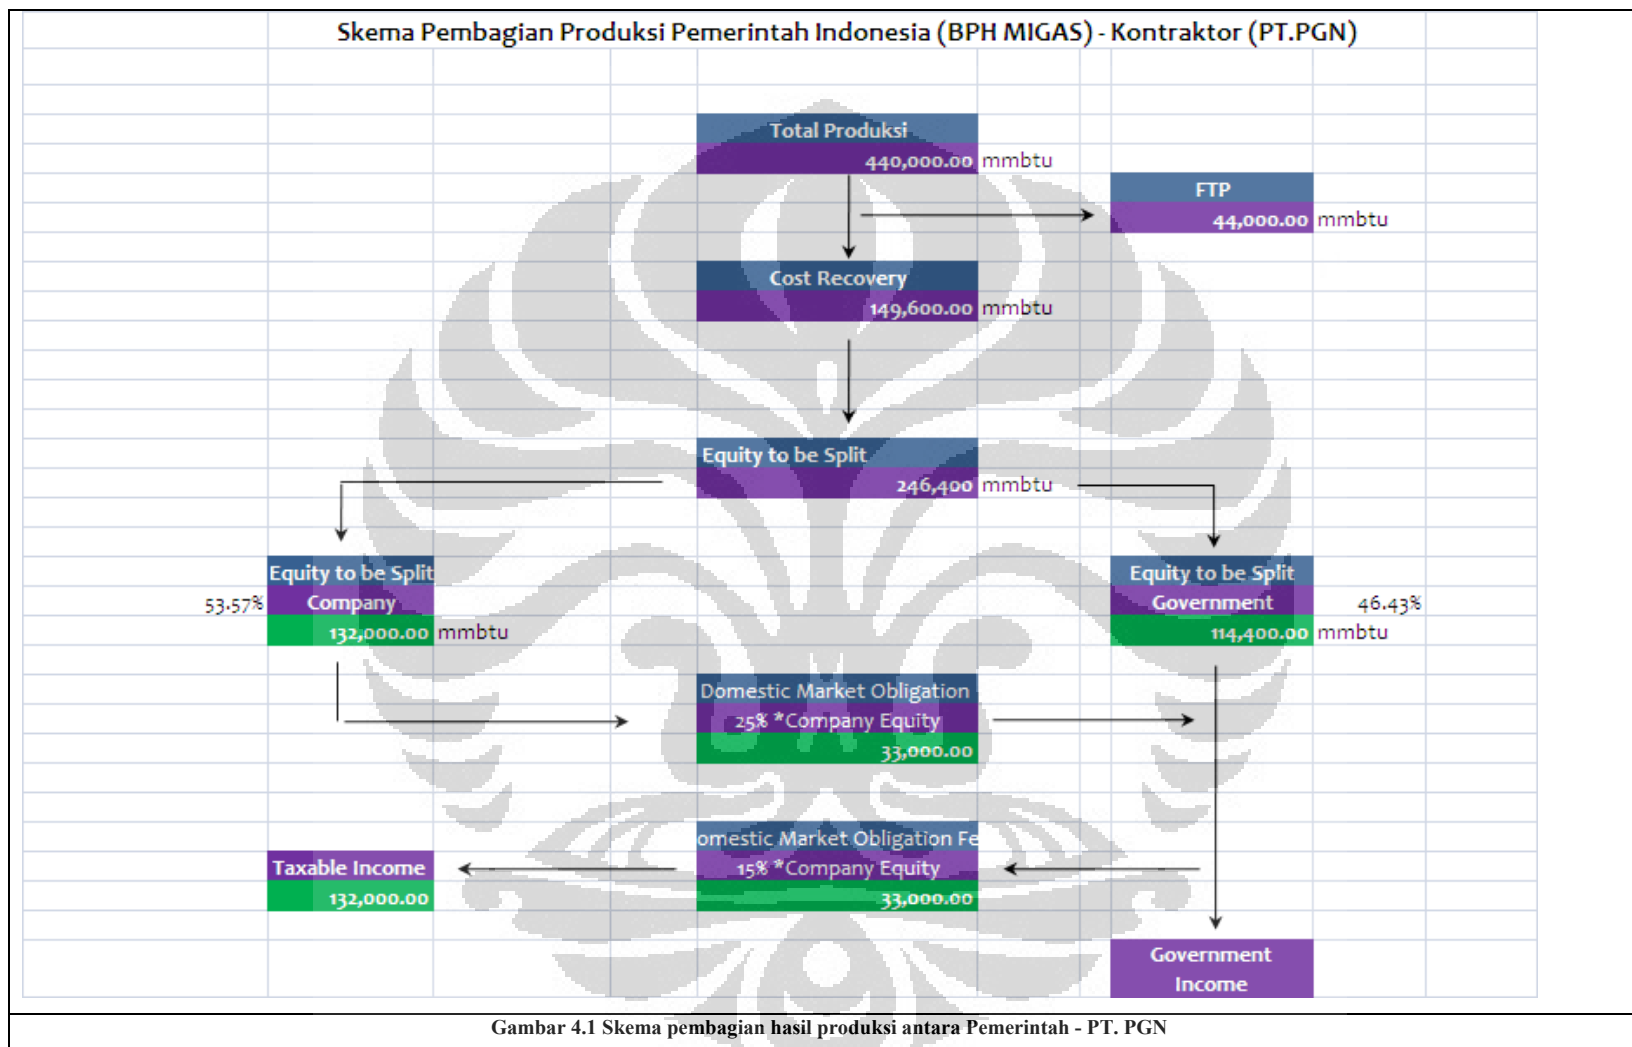 Skema Pembagian Produksi Pemerintah Indonesia (BPH MIGAS) - Kontraktor (PT.PGN)
Total Produksi
440,000.00 mmbtu
FTP
44,000.00 mmbtu
Cost Recovery
149,600.00 mmbtu
Equity to be Split
246,400 mmbtu
Equity to be Split
53.57% Company
132,000.00 mmbtu
Equity to be Split
Government 46.43%
114,400.00 mmbtu
Domestic Market Obligation
25% *Company Equity
33,000.00
omestic Market Obligation Fe
15% *Company Equity
33,000.00
Taxable Income
132,000.00
Government
Income
Gambar 4.1 Skema pembagian hasil produksi antara Pemerintah - PT. PGN